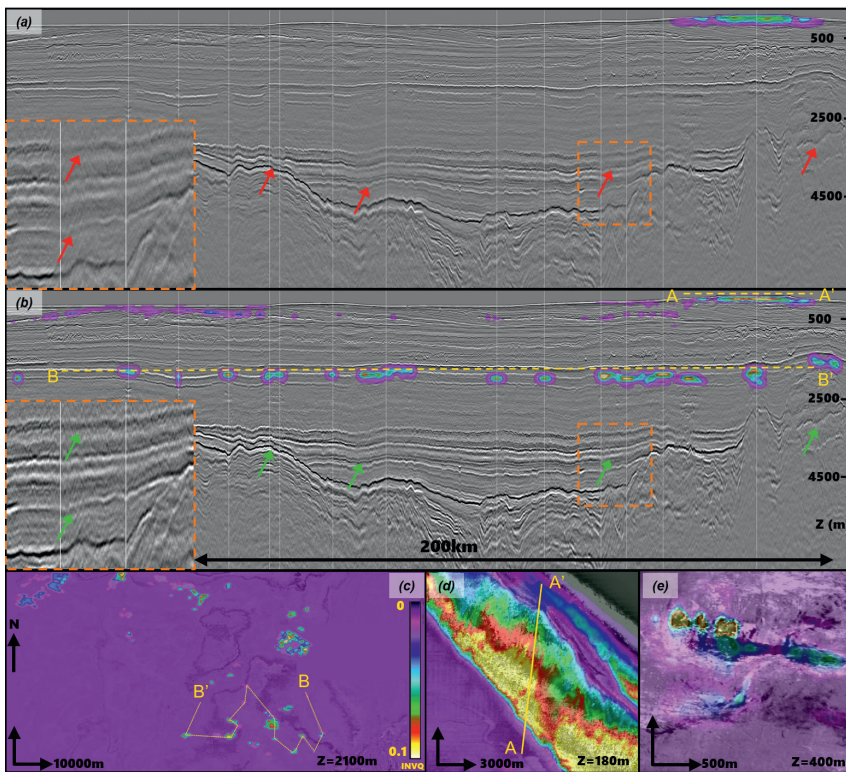 (a)
500
2500
4500
(b)
A
A'
500
B
B'
2500
4500
Z (m
200km
(c)
0
N
B'
B
0.1
INVQ
10000m
Z=2100m
(d)
A'
A
3000m
Z=180m
(e)
500m
Z=400m